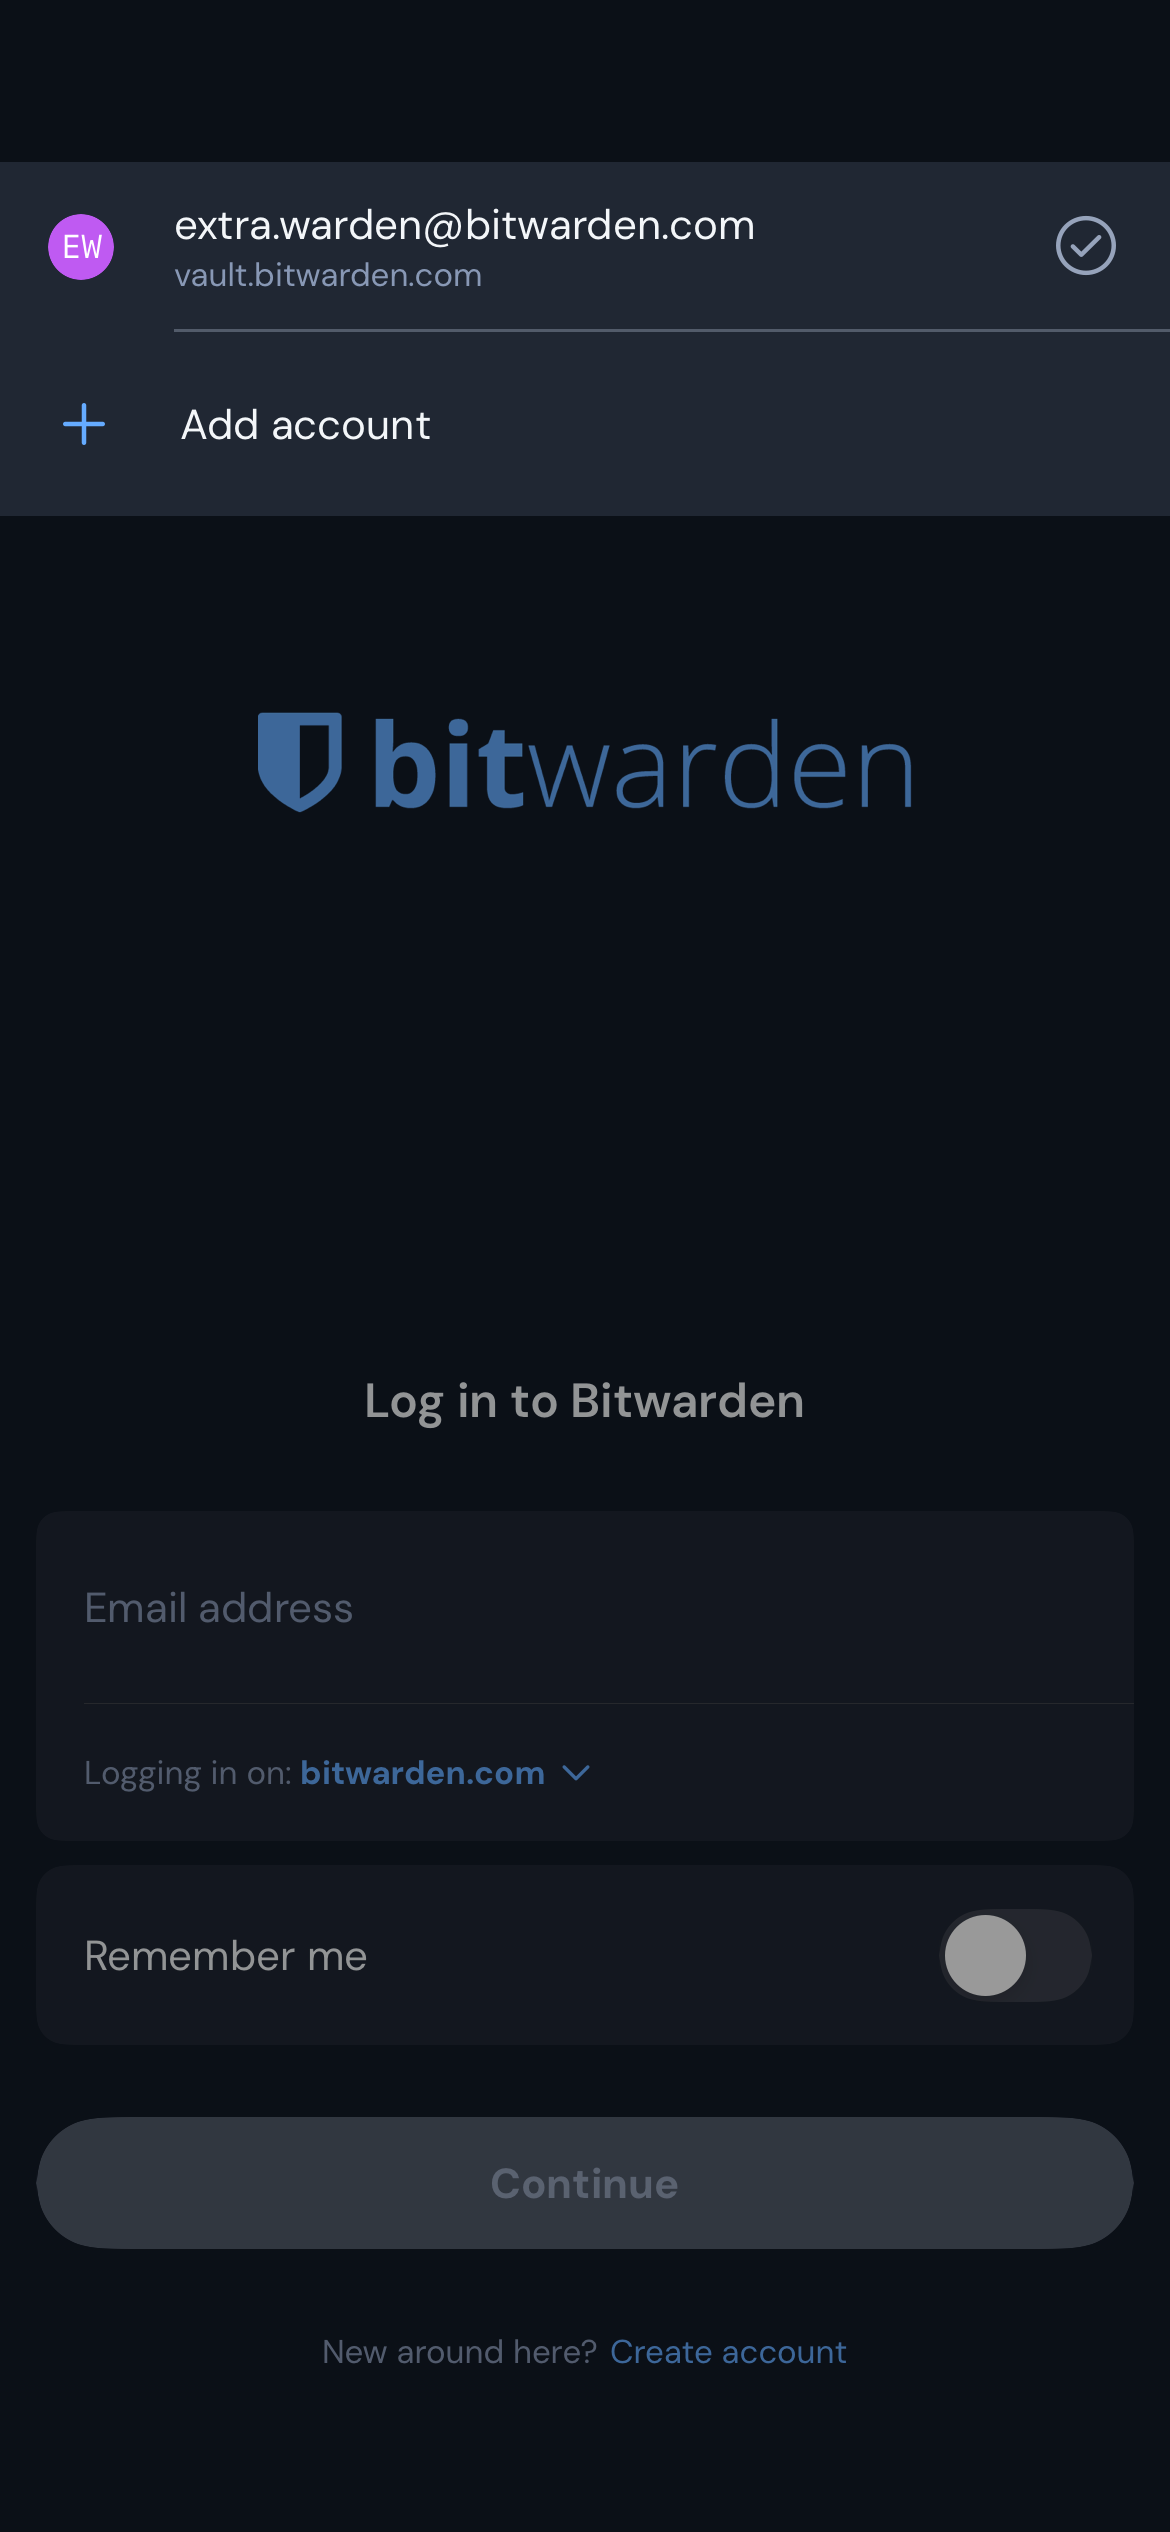 EW
extra.warden@bitwarden.com
vault.bitwarden.com
Add account
bitwarden
Log in to Bitwarden
Email address
Logging in on: bitwarden.com
Remember me
Continue
New around here? Create account